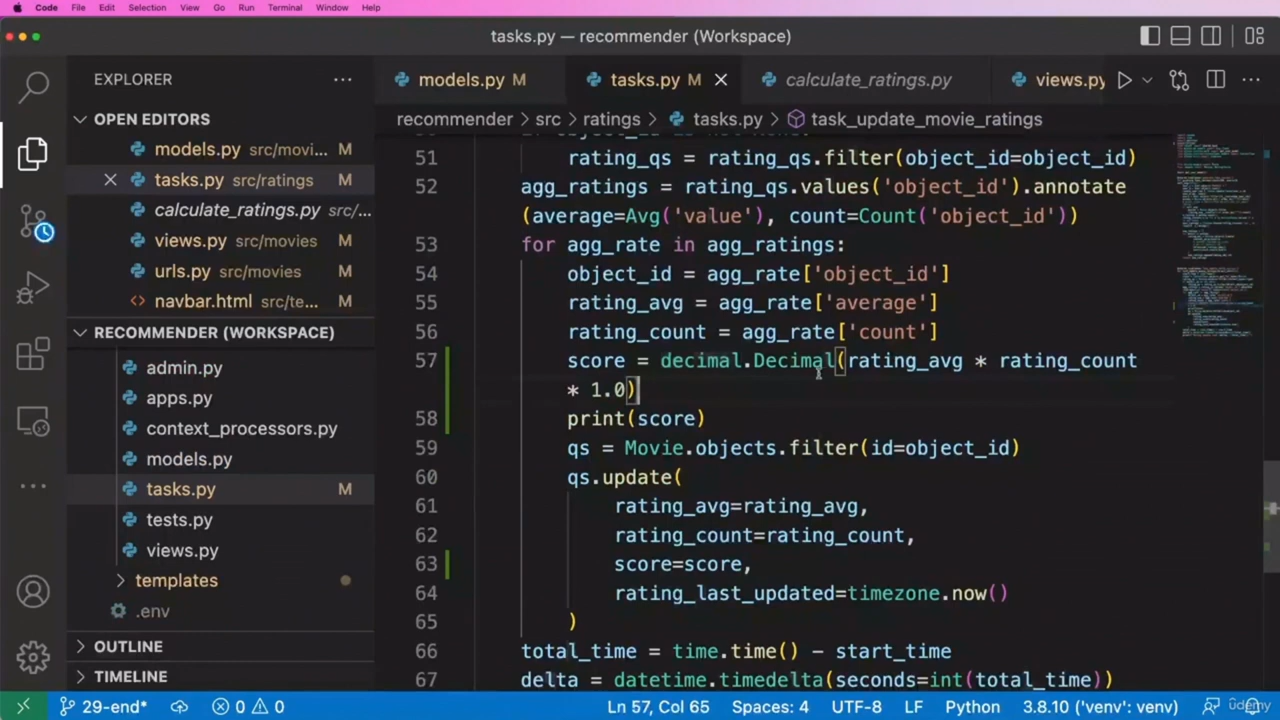 Code File Edit Selection View Go Run Terminal Window Help
tasks.py — recommender (Workspace)
EXPLORER
models.py M tasks.py M calculate_ratings.py views.py
OPEN EDITORS
models.py src/movi... M
tasks.py src/ratings M
calculate_ratings.py src/...
views.py src/movies M
urls.py src/movies M
navbar.html src/te... M
RECOMMENDER (WORKSPACE)
admin.py
apps.py
context_processors.py
models.py
tasks.py M
tests.py
views.py
templates
.env
OUTLINE
TIMELINE
recommender > src > ratings > tasks.py > task_update_movie_ratings
51 rating_qs = rating_qs.filter(object_id=object_id)
52 agg_ratings = rating_qs.values('object_id').annotate
(average=Avg('value'), count=Count('object_id'))
53 for agg_rate in agg_ratings:
54 object_id = agg_rate['object_id']
55 rating_avg = agg_rate['average']
56 rating_count = agg_rate['count']
57 score = decimal.Decimal(rating_avg * rating_count
* 1.0)
58 print(score)
59 qs = Movie.objects.filter(id=object_id)
60 qs.update(
61 rating_avg=rating_avg,
62 rating_count=rating_count,
63 score=score,
64 rating_last_updated=timezone.now()
65 )
66 total_time = time.time() - start_time
67 delta = datetime.timedelta(seconds=int(total_time))
29-end* 0 0 Ln 57, Col 65 Spaces: 4 UTF-8 LF Python 3.8.10 ('venv': venv)
udemy